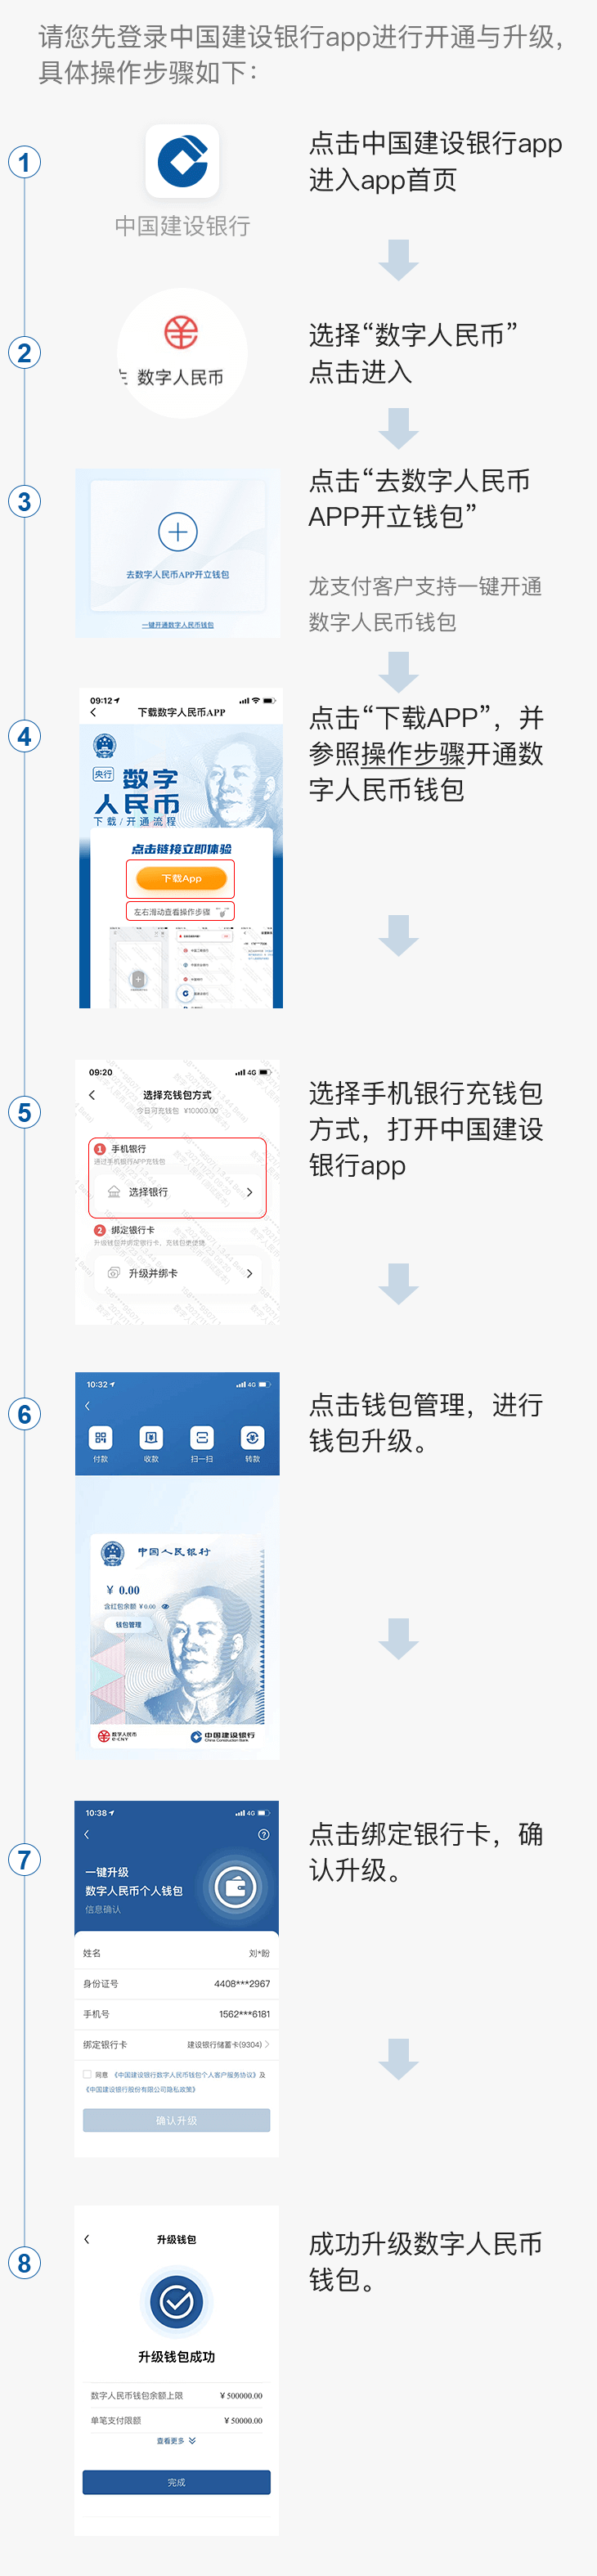 请您先登录中国建设银行app进行开通与升级，
具体操作步骤如下：
1
中国建设银行
点击中国建设银行app
进入app首页
2
数字人民币
选择“数字人民币”
点击进入
3
去数字人民币APP开立钱包
一键开通数字人民币钱包
点击“去数字人民币
APP开立钱包”
龙支付客户支持一键开通
数字人民币钱包
4
09:12
下载数字人民币APP
央行
数字
人民币
下载/开通流程
点击链接立即体验
下载App
左右滑动查看操作步骤
点击“下载APP”，并
参照操作步骤开通数
字人民币钱包
5
09:20
4G
选择充钱包方式
今日可充钱包 ¥10000.00
1 手机银行
通过手机银行APP充钱包
选择银行
2 绑定银行卡
升级钱包并绑定银行卡，充钱包更便捷
升级并绑卡
选择手机银行充钱包
方式，打开中国建设
银行app
6
10:32
4G
付款 收款 扫一扫 转款
中国人民银行
¥ 0.00
含红包余额 ¥0.00
钱包管理
数字人民币
e-CNY
中国建设银行
China Construction Bank
点击钱包管理，进行
钱包升级。
7
10:38
4G
一键升级
数字人民币个人钱包
信息确认
姓名 刘*盼
身份证号 4408***2967
手机号 1562***6181
绑定银行卡 建设银行储蓄卡(9304)
同意 《中国建设银行数字人民币钱包个人客户服务协议》及
《中国建设银行股份有限公司隐私政策》
确认升级
点击绑定银行卡，确
认升级。
8
升级钱包
升级钱包成功
数字人民币钱包余额上限 ¥500000.00
单笔支付限额 ¥50000.00
查看更多
完成
成功升级数字人民币
钱包。